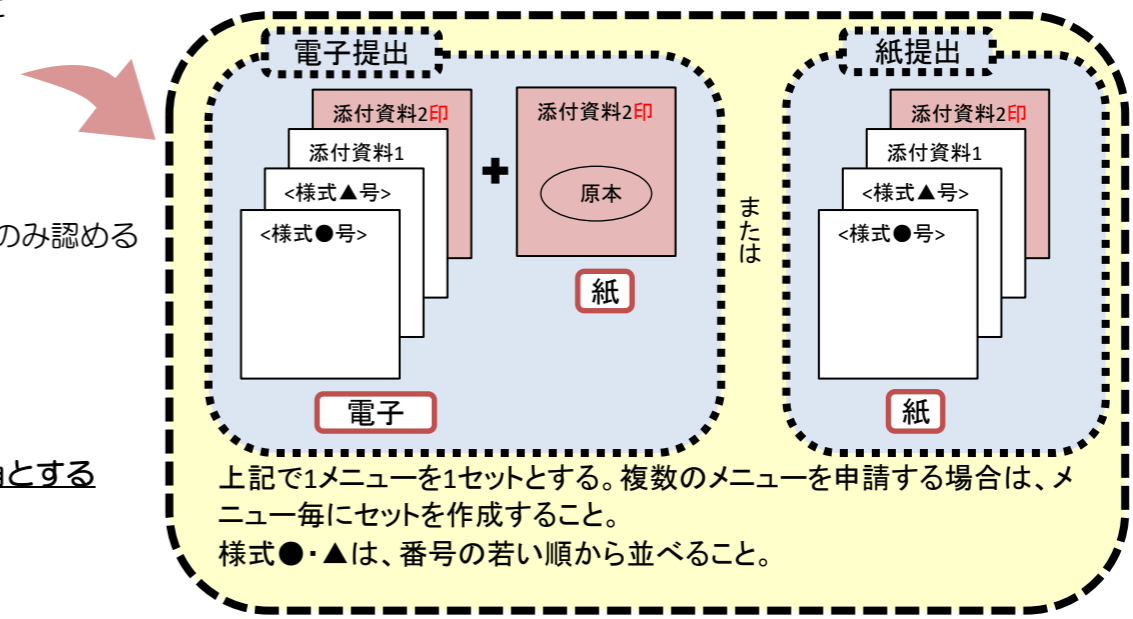 と
のみ認める
とする
電子提出
添付資料2印
添付資料1
<様式▲号>
<様式●号>
電子
+
添付資料2印
原本
紙
または
紙提出
添付資料2印
添付資料1
<様式▲号>
<様式●号>
紙
上記で1メニューを1セットとする。複数のメニューを申請する場合は、メ
ニュー毎にセットを作成すること。
様式●・▲は、番号の若い順から並べること。